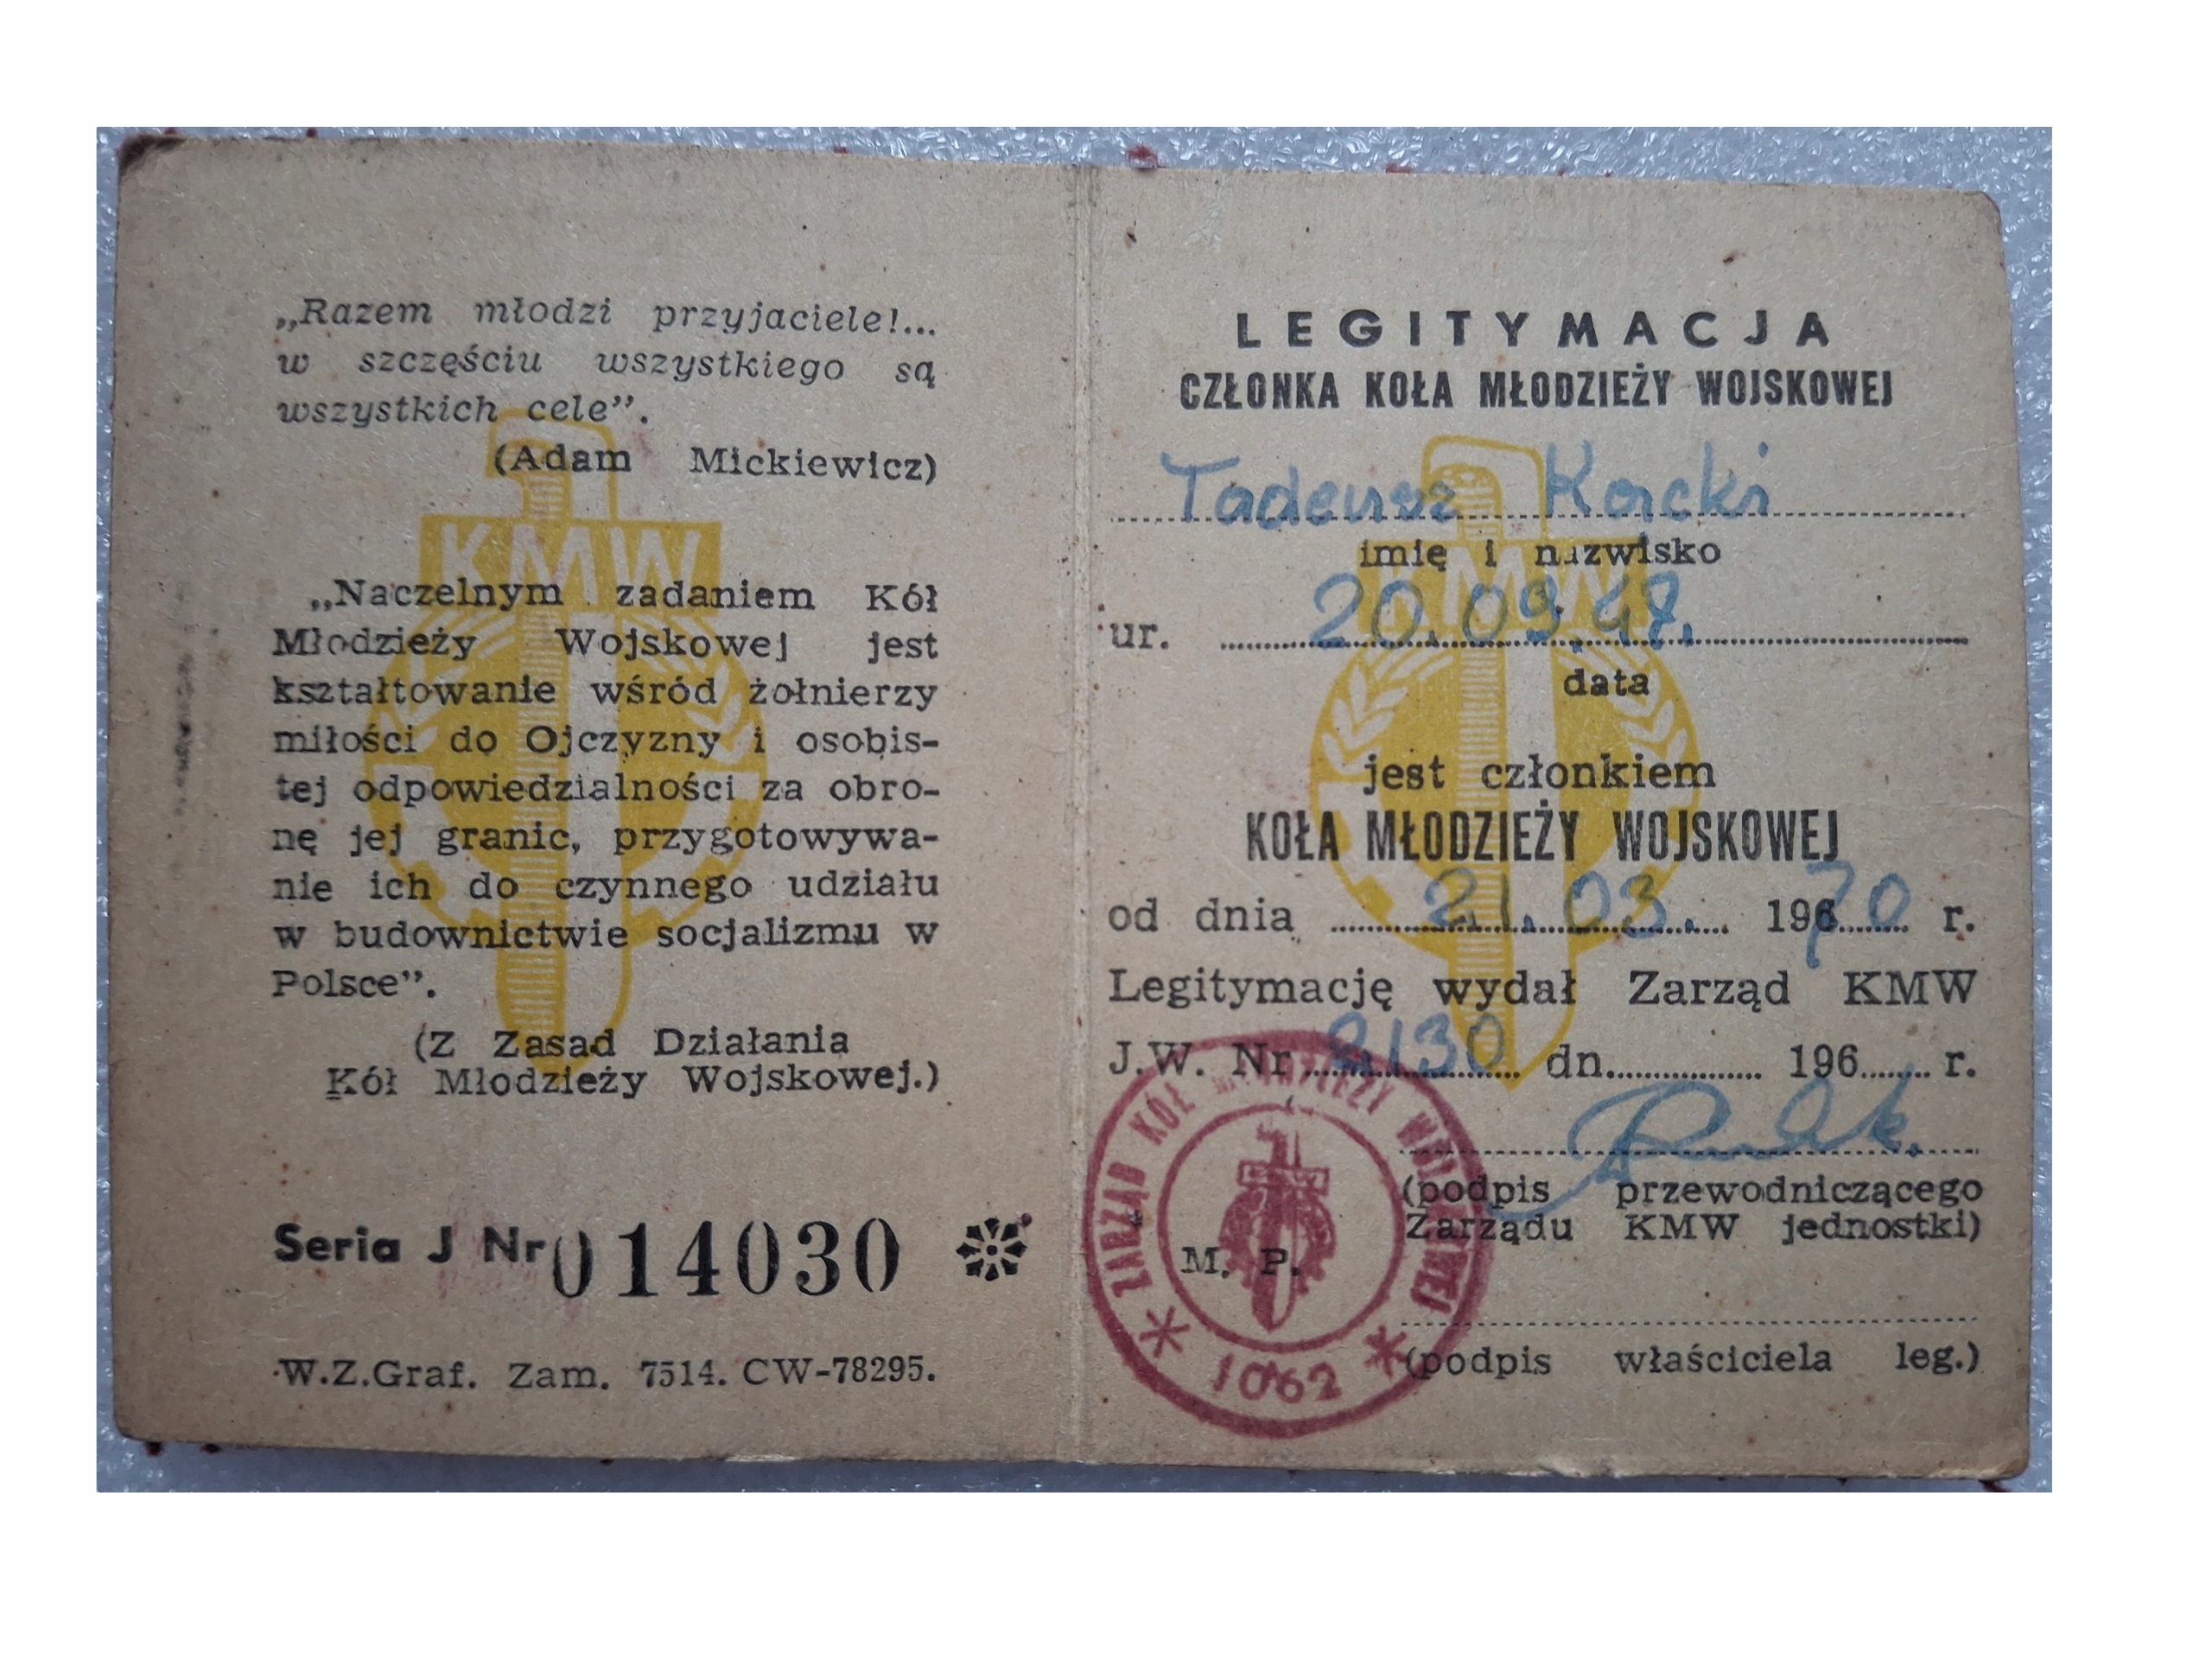 „Razem młodzi przyjaciele!...
w szczęściu wszystkiego są
wszystkich cele”.
(Adam Mickiewicz)
KMW
„Naczelnym zadaniem Kół
Młodzieży Wojskowej jest
kształtowanie wśród żołnierzy
miłości do Ojczyzny i osobis-
tej odpowiedzialności za obro-
nę jej granic, przygotowywa-
nie ich do czynnego udziału
w budownictwie socjalizmu w
Polsce”.
(Z Zasad Działania
Kół Młodzieży Wojskowej.)
Seria J Nr 014030
W.Z.Graf. Zam. 7514. CW-78295.
LEGITYMACJA
CZŁONKA KOŁA MŁODZIEŻY WOJSKOWEJ
Tadeusz Kacki
imię i nazwisko
KMW
ur. 20.09.48.
data
jest członkiem
KOŁA MŁODZIEŻY WOJSKOWEJ
od dnia 21.03. 1970 r.
Legitymację wydał Zarząd KMW
J.W. Nr 2130 dn. 196 r.
(podpis przewodniczącego
Zarządu KMW jednostki)
M. P.
ZARZĄD KÓŁ MŁODZIEŻY WOJSKOWEJ
1062
(podpis właściciela leg.)